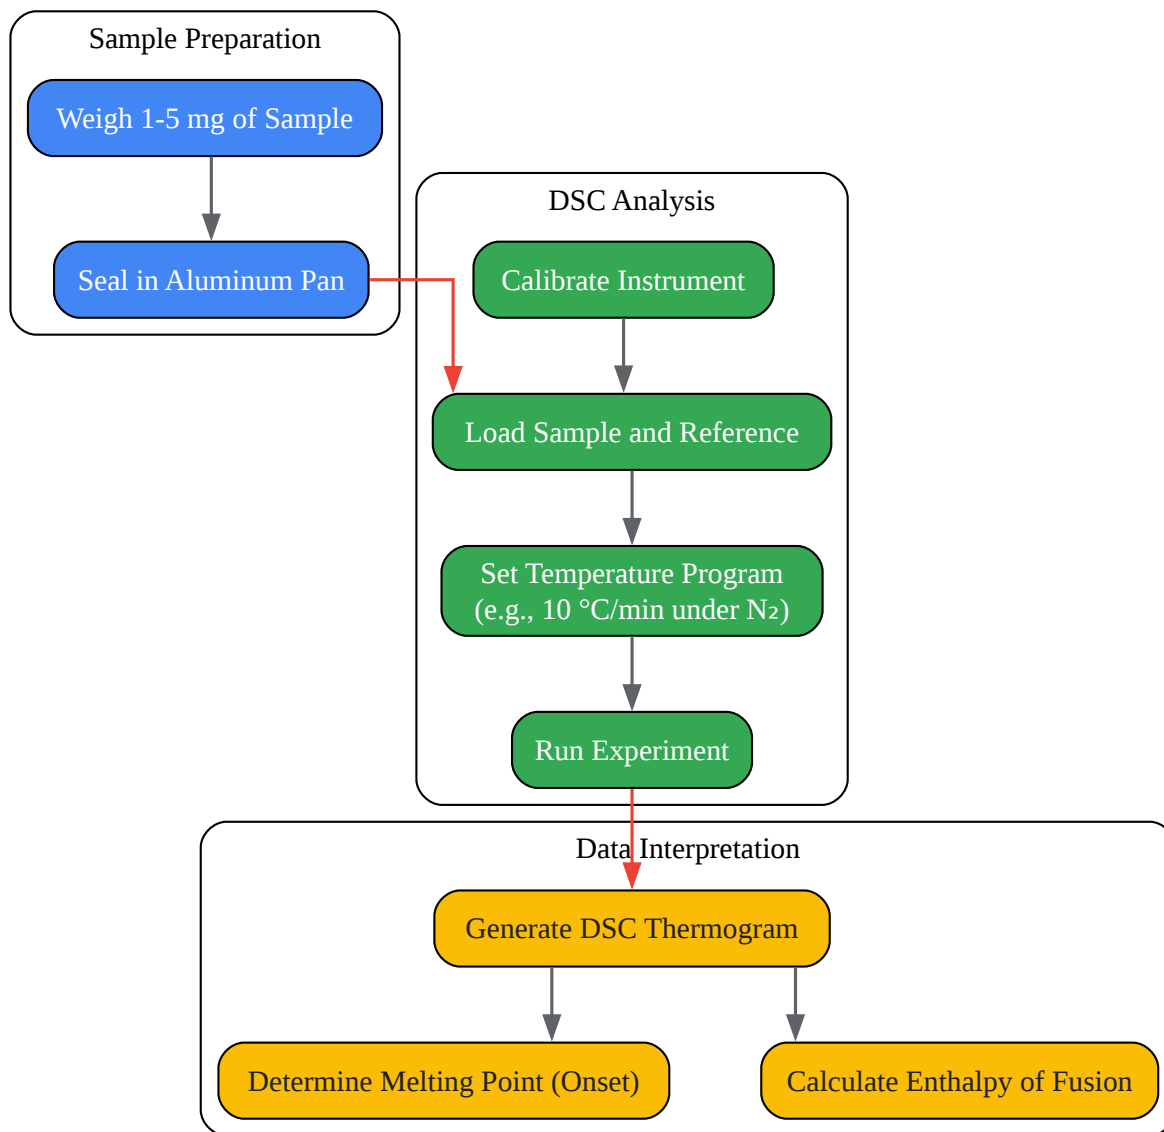 Sample Preparation
Weigh 1-5 mg of Sample
Seal in Aluminum Pan
DSC Analysis
Calibrate Instrument
Load Sample and Reference
Set Temperature Program
(e.g., 10 °C/min under N₂)
Run Experiment
Data Interpretation
Generate DSC Thermogram
Determine Melting Point (Onset)
Calculate Enthalpy of Fusion